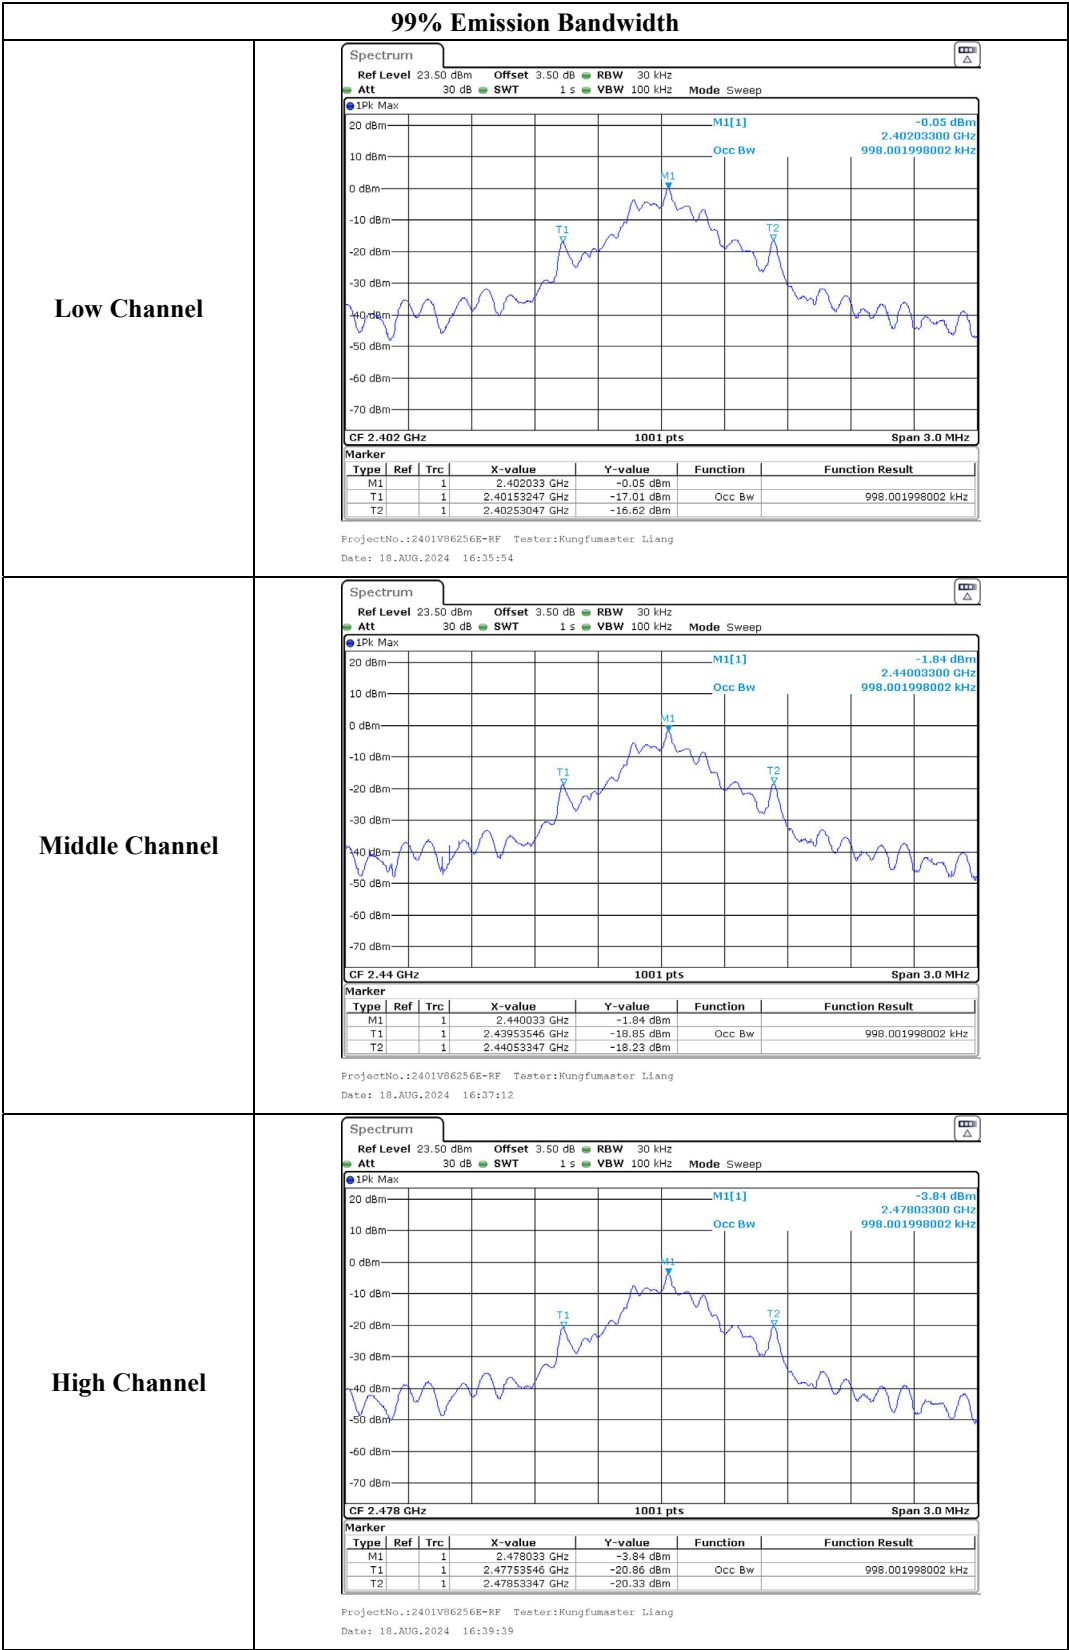 99% Emission Bandwidth
Low Channel
Spectrum
Ref Level 23.50 dBm Offset 3.50 dB RBW 30 kHz
Att 30 dB SWT 1 s VBW 100 kHz Mode Sweep
1Pk Max
M1[1] -0.05 dBm
2.40203300 GHz
Occ Bw 998.001998002 kHz
20 dBm
10 dBm
0 dBm
-10 dBm
-20 dBm
-30 dBm
-40 dBm
-50 dBm
-60 dBm
-70 dBm
M1
T1
T2
CF 2.402 GHz 1001 pts Span 3.0 MHz
Marker
Type Ref Trc X-value Y-value Function Function Result
M1 1 2.402033 GHz -0.05 dBm
T1 1 2.40153247 GHz -17.01 dBm Occ Bw 998.001998002 kHz
T2 1 2.40253047 GHz -16.62 dBm
ProjectNo.:2401V86256E-RF Tester:Kungfumaster Liang
Date: 18.AUG.2024 16:35:54
Middle Channel
Spectrum
Ref Level 23.50 dBm Offset 3.50 dB RBW 30 kHz
Att 30 dB SWT 1 s VBW 100 kHz Mode Sweep
1Pk Max
M1[1] -1.84 dBm
2.44003300 GHz
Occ Bw 998.001998002 kHz
20 dBm
10 dBm
0 dBm
-10 dBm
-20 dBm
-30 dBm
-40 dBm
-50 dBm
-60 dBm
-70 dBm
M1
T1
T2
CF 2.44 GHz 1001 pts Span 3.0 MHz
Marker
Type Ref Trc X-value Y-value Function Function Result
M1 1 2.440033 GHz -1.84 dBm
T1 1 2.43953546 GHz -18.85 dBm Occ Bw 998.001998002 kHz
T2 1 2.44053347 GHz -18.23 dBm
ProjectNo.:2401V86256E-RF Tester:Kungfumaster Liang
Date: 18.AUG.2024 16:37:12
High Channel
Spectrum
Ref Level 23.50 dBm Offset 3.50 dB RBW 30 kHz
Att 30 dB SWT 1 s VBW 100 kHz Mode Sweep
1Pk Max
M1[1] -3.84 dBm
2.47803300 GHz
Occ Bw 998.001998002 kHz
20 dBm
10 dBm
0 dBm
-10 dBm
-20 dBm
-30 dBm
-40 dBm
-50 dBm
-60 dBm
-70 dBm
M1
T1
T2
CF 2.478 GHz 1001 pts Span 3.0 MHz
Marker
Type Ref Trc X-value Y-value Function Function Result
M1 1 2.478033 GHz -3.84 dBm
T1 1 2.47753546 GHz -20.86 dBm Occ Bw 998.001998002 kHz
T2 1 2.47853347 GHz -20.33 dBm
ProjectNo.:2401V86256E-RF Tester:Kungfumaster Liang
Date: 18.AUG.2024 16:39:39